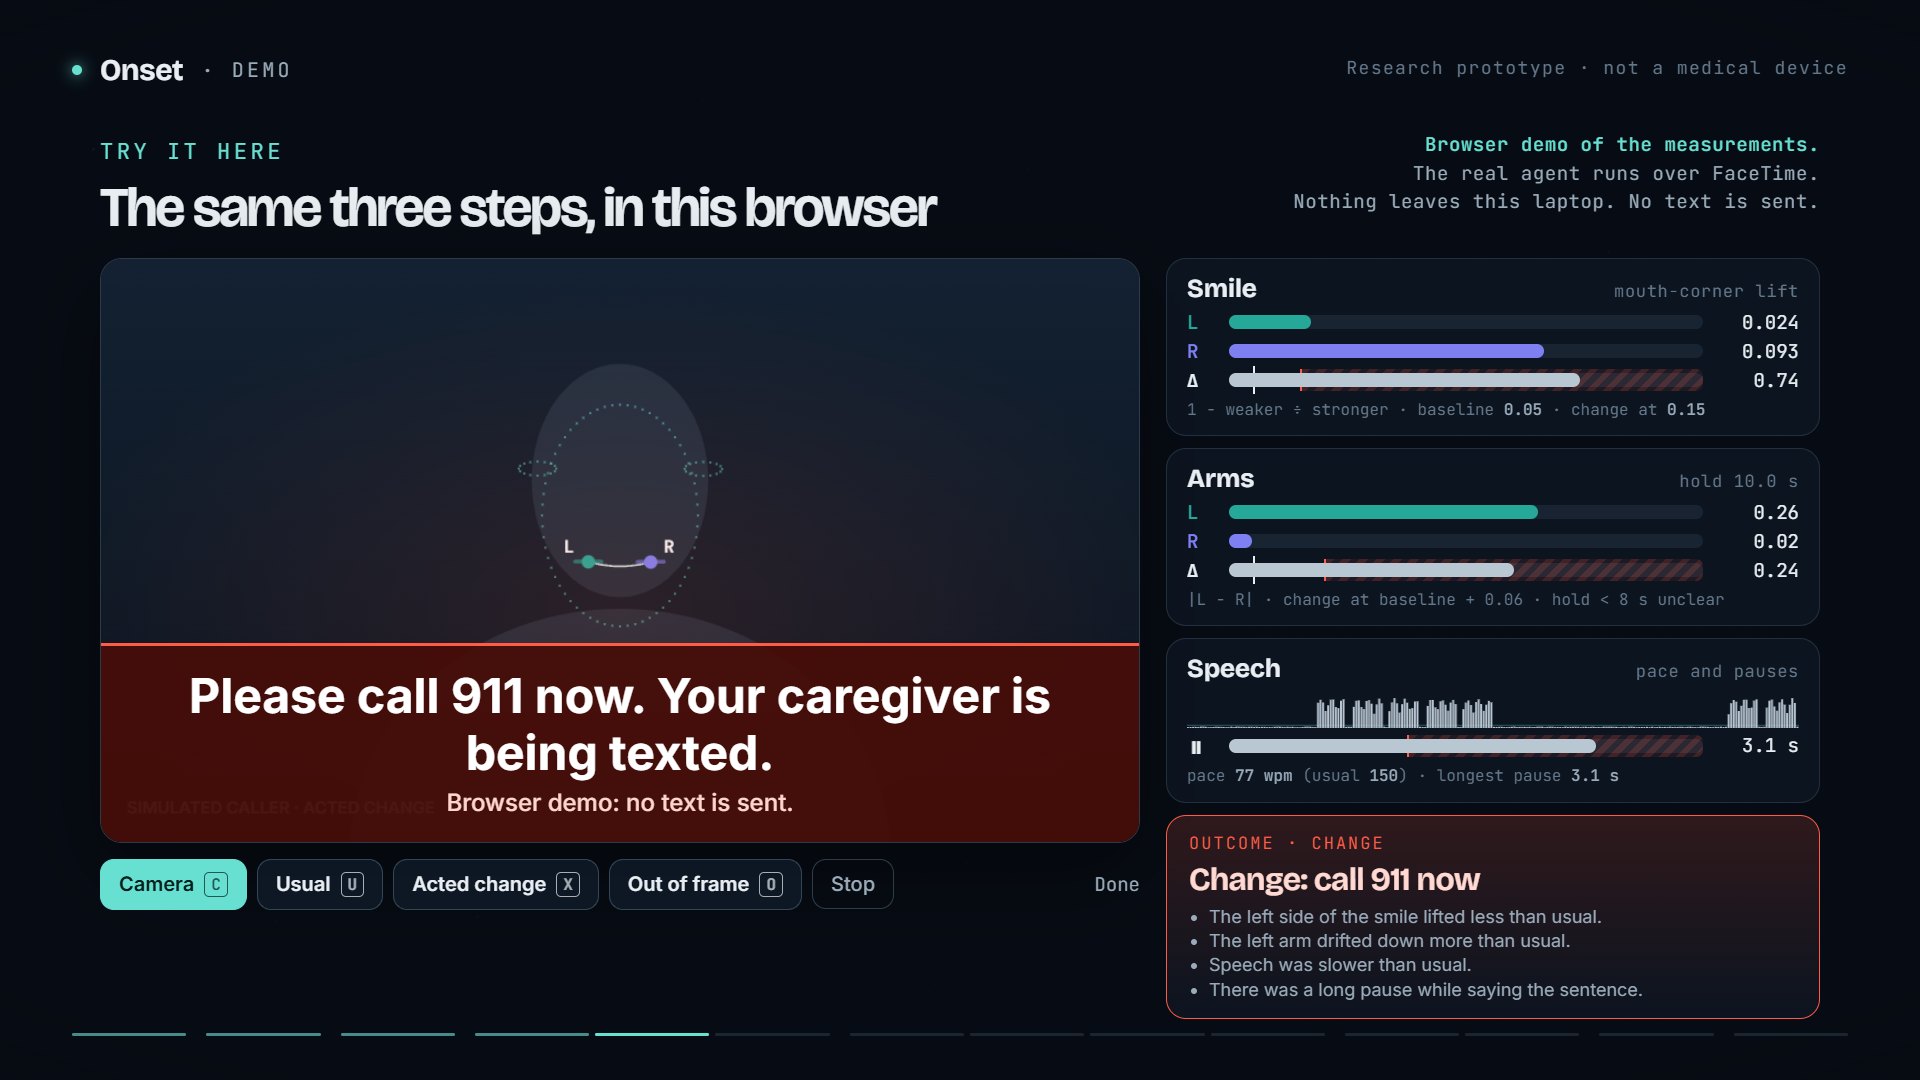 Onset · DEMO
Research prototype · not a medical device
TRY IT HERE
The same three steps, in this browser
Browser demo of the measurements.
The real agent runs over FaceTime.
Nothing leaves this laptop. No text is sent.
L R
Please call 911 now. Your caregiver is
being texted.
SIMULATED CALLER · ACTED CHANGE
Browser demo: no text is sent.
Camera C
Usual U
Acted change X
Out of frame O
Stop
Done
Smile
mouth-corner lift
L 0.024
R 0.093
Δ 0.74
1 - weaker ÷ stronger · baseline 0.05 · change at 0.15
Arms
hold 10.0 s
L 0.26
R 0.02
Δ 0.24
|L - R| · change at baseline + 0.06 · hold < 8 s unclear
Speech
pace and pauses
3.1 s
pace 77 wpm (usual 150) · longest pause 3.1 s
OUTCOME · CHANGE
Change: call 911 now
• The left side of the smile lifted less than usual.
• The left arm drifted down more than usual.
• Speech was slower than usual.
• There was a long pause while saying the sentence.